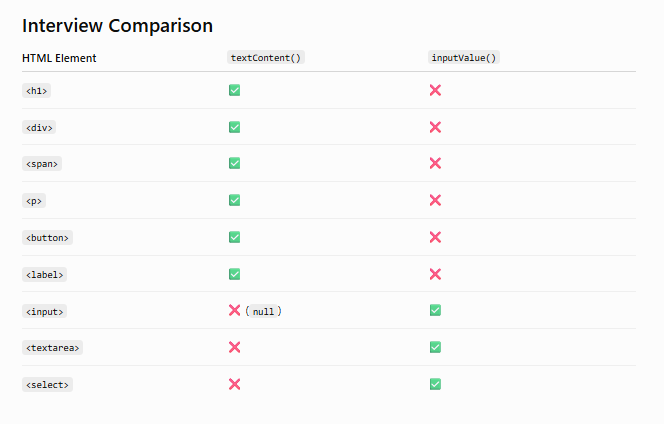 Interview Comparison
HTML Element textContent() inputValue()
<h1> ✅ ❌
<div> ✅ ❌
<span> ✅ ❌
<p> ✅ ❌
<button> ✅ ❌
<label> ✅ ❌
<input> ❌ (null) ✅
<textarea> ❌ ✅
<select> ❌ ✅